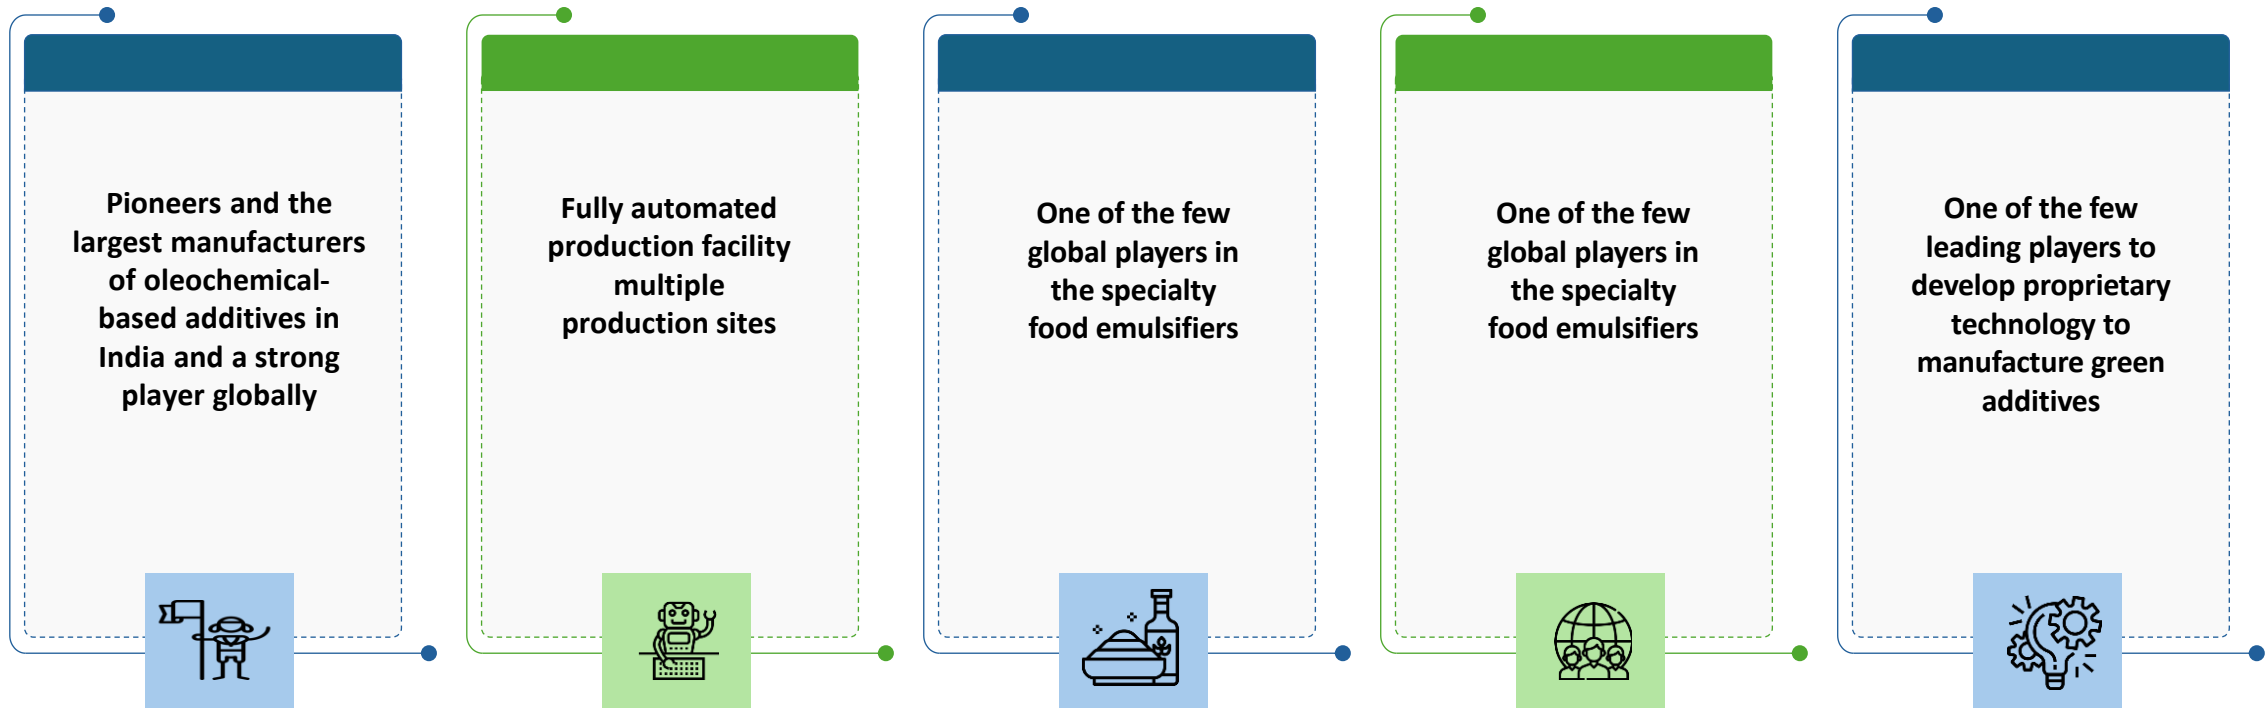 Pioneers and the
largest manufacturers
of oleochemical-
based additives in
India and a strong
player globally
Fully automated
production facility
multiple
production sites
One of the few
global players in
the specialty
food emulsifiers
One of the few
global players in
the specialty
food emulsifiers
One of the few
leading players to
develop proprietary
technology to
manufacture green
additives